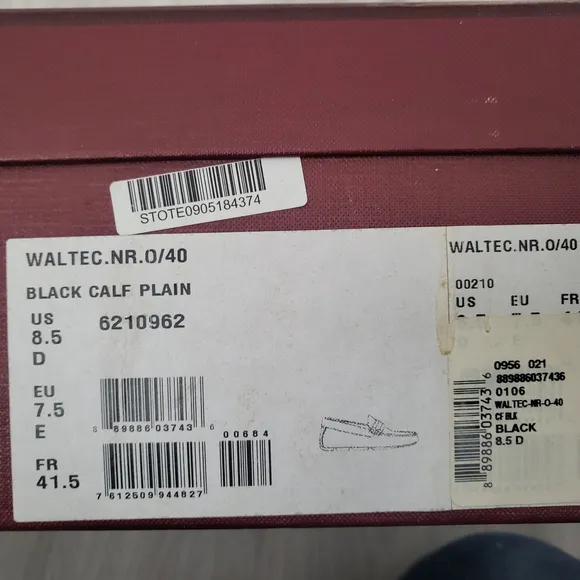 STOTE0905184374
WALTEC.NR.O/40
BLACK CALF PLAIN
US
8.5
D
6210962
EU
7.5
E
FR
41.5
8 89886 03743 6
00684
7 612509 944827
WALTEC.NR.O/40
00210
US EU FR
0956 021
889886037436
0106
WALTEC-NR-O-40
CF BLK
BLACK
8.5 D
8 89886 03743 6